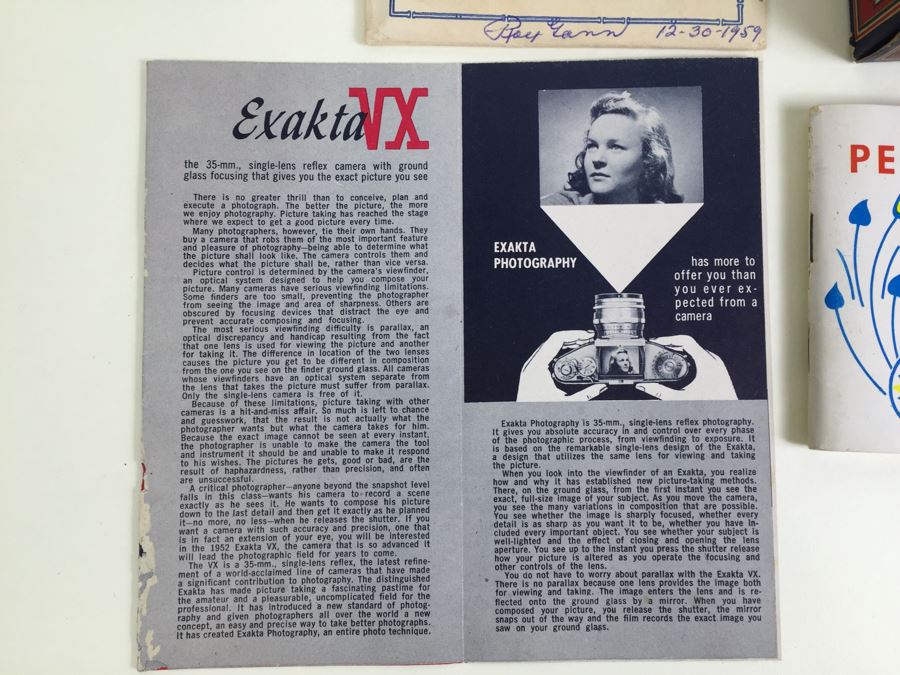 Roy Gann 12-30-1959
Exakta VX
the 35-mm., single-lens reflex camera with ground
glass focusing that gives you the exact picture you see
There is no greater thrill than to conceive, plan and
execute a photograph. The better the picture, the more
we enjoy photography. Picture taking has reached the stage
where we expect to get a good picture every time.
Many photographers, however, tie their own hands. They
buy a camera that robs them of the most important feature
and pleasure of photography—being able to determine what
the picture shall look like. The camera controls them and
decides what the picture shall be, rather than vice versa.
Picture control is determined by the camera's viewfinder,
an optical system designed to help you compose your
picture. Many cameras have serious viewfinding limitations.
Some finders are too small, preventing the photographer
from seeing the image and area of sharpness. Others are
obscured by focusing devices that distract the eye and
prevent accurate composing and focusing.
The most serious viewfinding difficulty is parallax, an
optical discrepancy and handicap resulting from the fact
that one lens is used for viewing the picture and another
for taking it. The difference in location of the two lenses
causes the picture you get to be different in composition
from the one you see on the finder ground glass. All cameras
whose viewfinders have an optical system separate from
the lens that takes the picture must suffer from parallax.
Only the single-lens camera is free of it.
Because of these limitations, picture taking with other
cameras is a hit-and-miss affair. So much is left to chance
and guesswork, that the result is not actually what the
photographer wants but what the camera takes for him.
Because the exact image cannot be seen at every instant,
the photographer is unable to make the camera the tool
and instrument it should be and unable to make it respond
to his wishes. The pictures he gets, good or bad, are the
result of haphazardness, rather than precision, and often
are unsuccessful.
A critical photographer—anyone beyond the snapshot level
falls in this class—wants his camera to record a scene
exactly as he sees it. He wants to compose his picture
down to the last detail and then get it exactly as he planned
it—no more, no less—when he releases the shutter. If you
want a camera with such accuracy and precision, one that
is in fact an extension of your eye, you will be interested
in the 1952 Exakta VX, the camera that is so advanced it
will lead the photographic field for years to come.
The VX is a 35-mm., single-lens reflex, the latest refine-
ment of a world-acclaimed line of cameras that have made
a significant contribution to photography. The distinguished
Exakta has made picture taking a fascinating pastime for
the amateur and a pleasurable, uncomplicated field for the
professional. It has introduced a new standard of photog-
raphy and given photographers all over the world a new
concept, an easy and precise way to take better photographs.
It has created Exakta Photography, an entire photo technique.
EXAKTA
PHOTOGRAPHY
has more to
offer you than
you ever ex-
pected from a
camera
Exakta Photography is 35-mm., single-lens reflex photography.
It gives you absolute accuracy in and control over every phase
of the photographic process, from viewfinding to exposure. It
is based on the remarkable single-lens design of the Exakta,
a design that utilizes the same lens for viewing and taking
the picture.
When you look into the viewfinder of an Exakta, you realize
how and why it has established new picture-taking methods.
There, on the ground glass, from the first instant you see the
exact, full-size image of your subject. As you move the camera,
you see the many variations in composition that are possible.
You see whether the image is sharply focused, whether every
detail is as sharp as you want it to be, whether you have in-
cluded every important object. You see whether your subject is
well-lighted and the effect of closing and opening the lens
aperture. You see up to the instant you press the shutter release
how your picture is altered as you operate the focusing and
other controls of the lens.
You do not have to worry about parallax with the Exakta VX.
There is no parallax because one lens provides the image both
for viewing and taking. The image enters the lens and is re-
flected onto the ground glass by a mirror. When you have
composed your picture, you release the shutter, the mirror
snaps out of the way and the film records the exact image you
saw on your ground glass.
PE